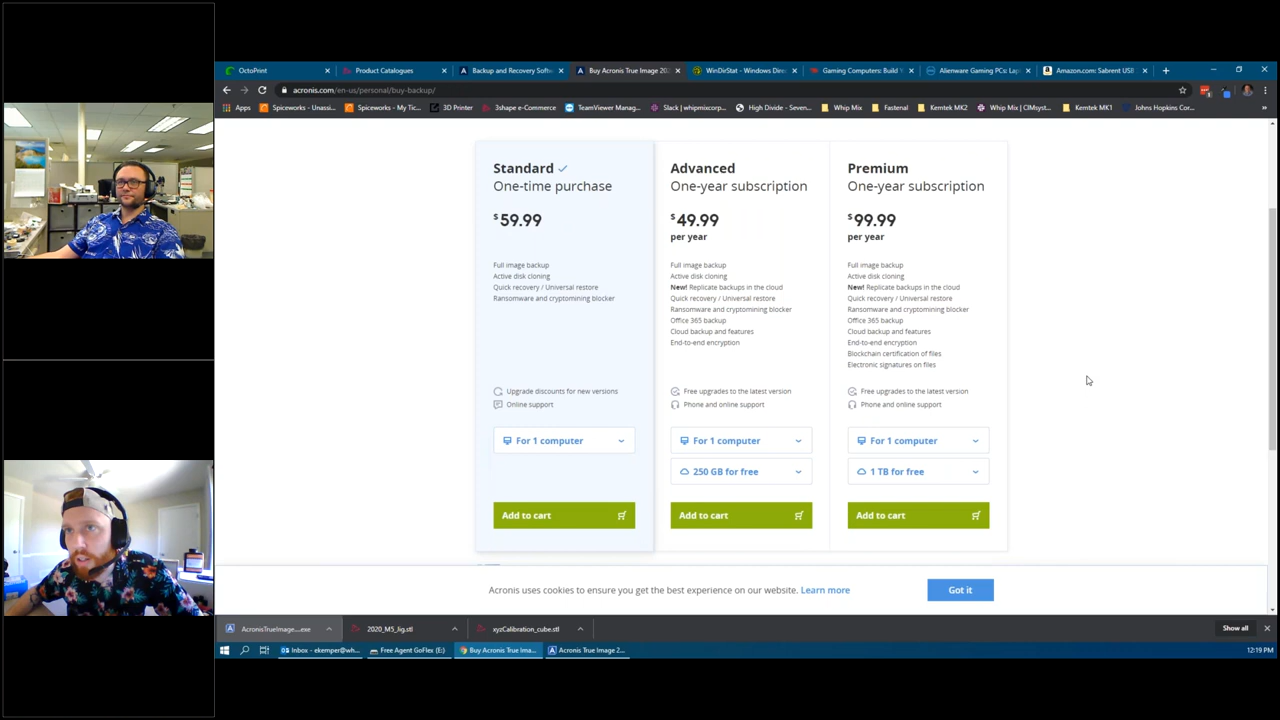 OctoPrint
Product Catalogues
Backup and Recovery Softw
Buy Acronis True Image 202
WinDirStat - Windows Direc
Gaming Computers: Build Y
Alienware Gaming PCs: Lap
Amazon.com: Sabrent USB
acronis.com/en-us/personal/buy-backup/
Apps
Spiceworks - Unassi...
Spiceworks - My Tic...
3D Printer
3shape e-Commerce
TeamViewer Manag...
Slack | whipmixcorp...
High Divide - Seven...
Whip Mix
Fastenal
Kemtek MK2
Whip Mix | CIMsyst...
Kemtek MK1
Johns Hopkins Cor...
»
Standard
One-time purchase
$59.99
Full image backup
Active disk cloning
Quick recovery / Universal restore
Ransomware and cryptomining blocker
Upgrade discounts for new versions
Online support
For 1 computer
Add to cart
Advanced
One-year subscription
$49.99
per year
Full image backup
Active disk cloning
New! Replicate backups in the cloud
Quick recovery / Universal restore
Ransomware and cryptomining blocker
Office 365 backup
Cloud backup and features
End-to-end encryption
Free upgrades to the latest version
Phone and online support
For 1 computer
250 GB for free
Add to cart
Premium
One-year subscription
$99.99
per year
Full image backup
Active disk cloning
New! Replicate backups in the cloud
Quick recovery / Universal restore
Ransomware and cryptomining blocker
Office 365 backup
Cloud backup and features
End-to-end encryption
Blockchain certification of files
Electronic signatures on files
Free upgrades to the latest version
Phone and online support
For 1 computer
1 TB for free
Add to cart
Acronis uses cookies to ensure you get the best experience on our website. Learn more
Got it
AcronisTrueImage....exe
2020_M5_Jig.stl
xyzCalibration_cube.stl
Show all
Inbox - ekemper@wh...
Free Agent GoFlex (E:)
Buy Acronis True Ima...
Acronis True Image 2...
12:19 PM